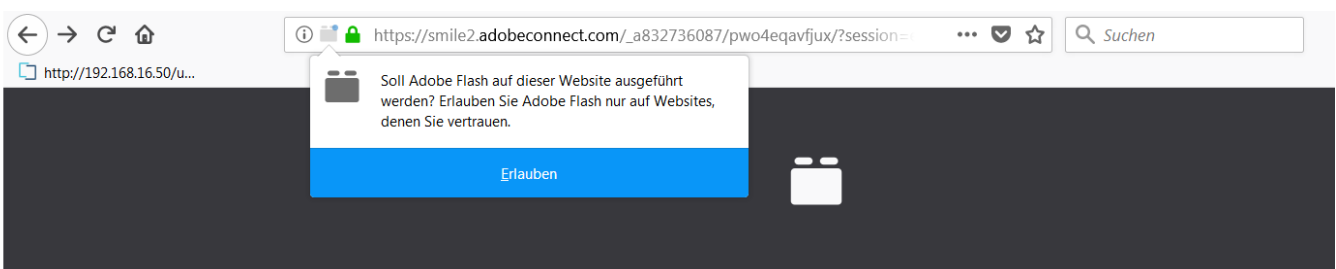 https://smile2.adobeconnect.com/_a832736087/pwo4eqavfjux/?session=
Suchen
http://192.168.16.50/u...
Soll Adobe Flash auf dieser Website ausgeführt
werden? Erlauben Sie Adobe Flash nur auf Websites,
denen Sie vertrauen.
Erlauben